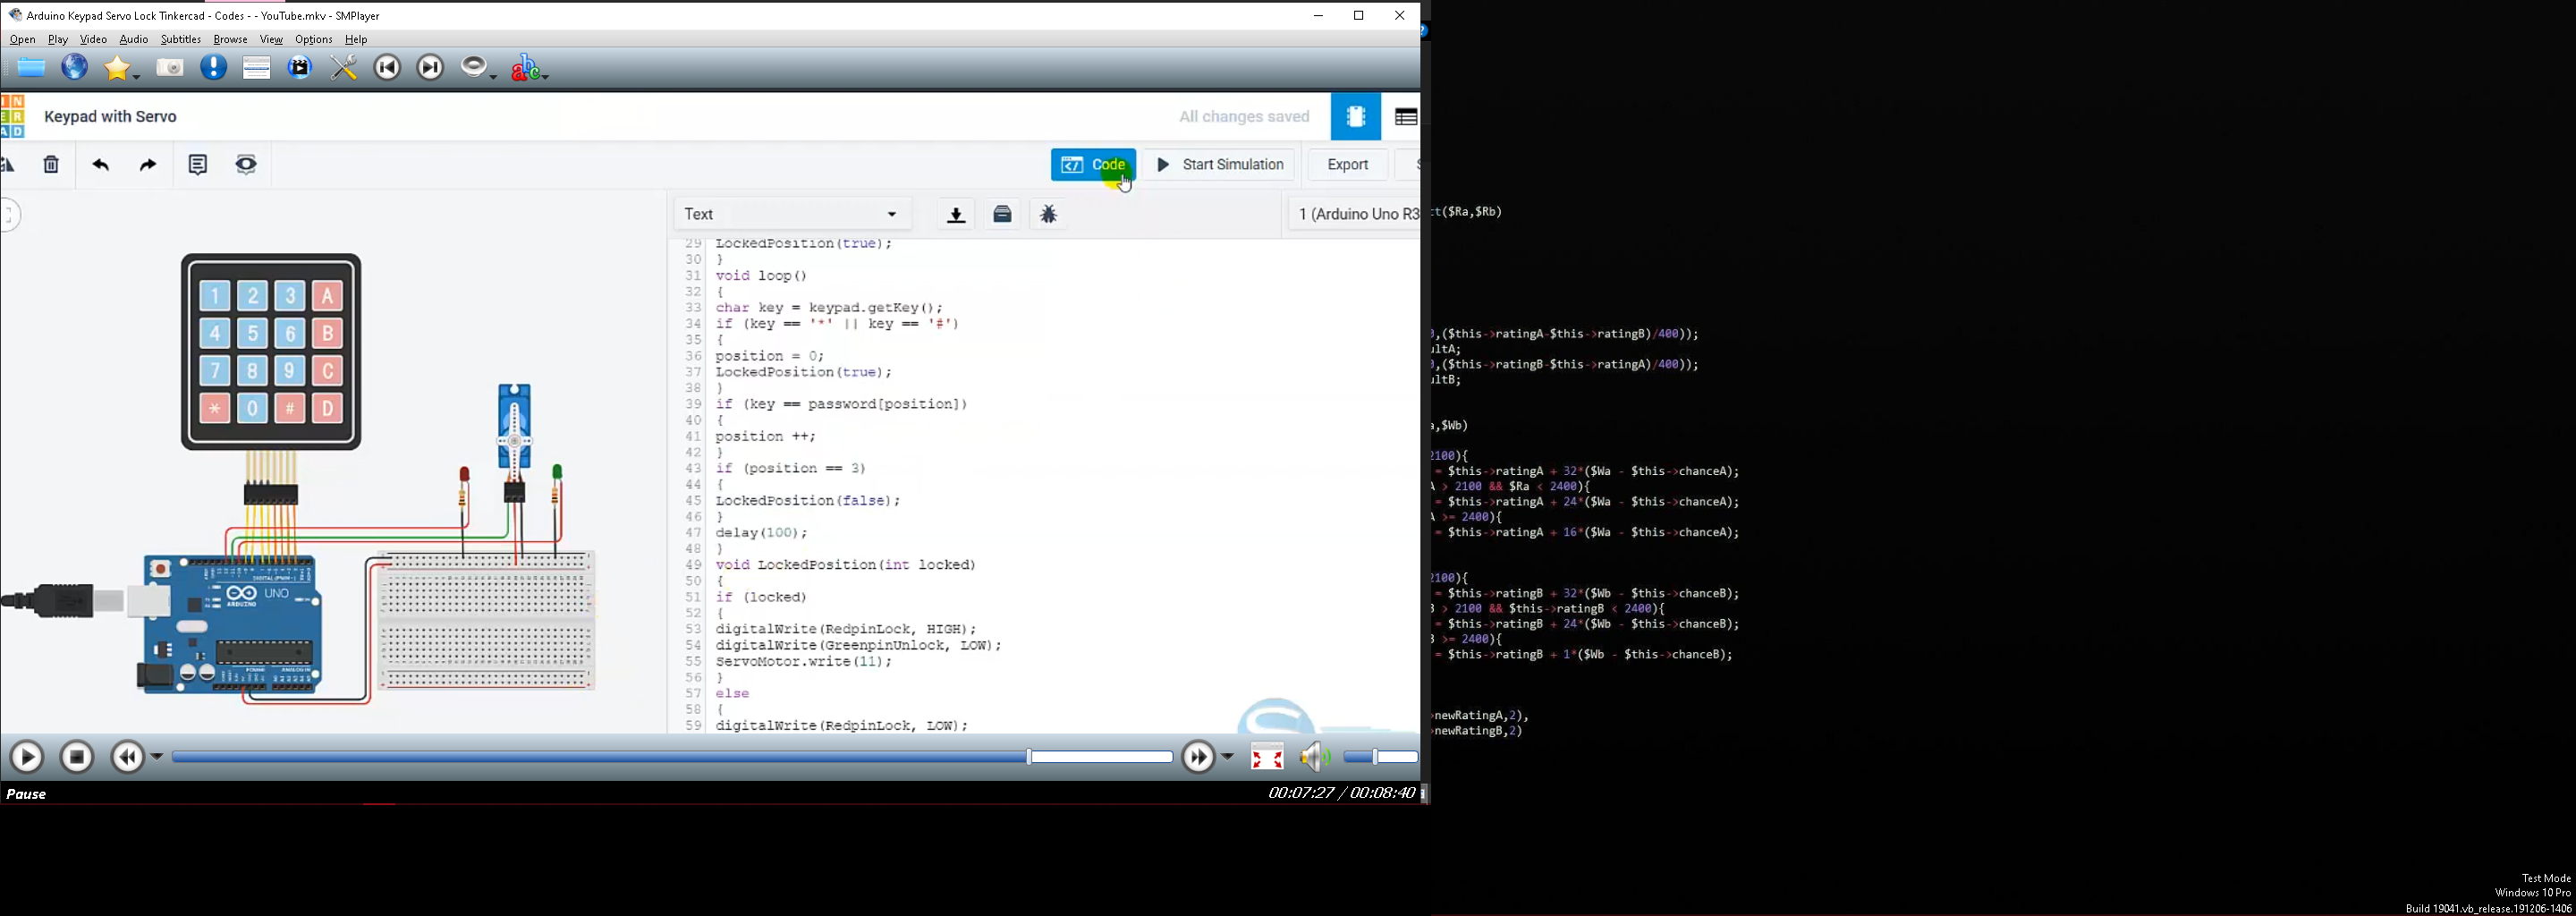 Arduino Keypad Servo Lock Tinkercad - Codes - - YouTube.mkv - SMPlayer
Open Play Video Audio Subtitles Browse View Options Help
Keypad with Servo
All changes saved
Code
Start Simulation
Export
Text
1 (Arduino Uno R3
29 LockedPosition(true);
30 }
31 void loop()
32 {
33 char key = keypad.getKey();
34 if (key == '*' || key == '#')
35 {
36 position = 0;
37 LockedPosition(true);
38 }
39 if (key == password[position])
40 {
41 position ++;
42 }
43 if (position == 3)
44 {
45 LockedPosition(false);
46 }
47 delay(100);
48 }
49 void LockedPosition(int locked)
50 {
51 if (locked)
52 {
53 digitalWrite(RedpinLock, HIGH);
54 digitalWrite(GreenpinUnlock, LOW);
55 ServoMotor.write(11);
56 }
57 else
58 {
59 digitalWrite(RedpinLock, LOW);
1 2 3 A
4 5 6 B
7 8 9 C
* 0 # D
UNO
ARDUINO
Pause
00:07:27 / 00:08:40
ct($Ra,$Rb)
0,($this->ratingA-$this->ratingB)/400));
ultA;
0,($this->ratingB-$this->ratingA)/400));
ultB;
a,$Wb)
2100){
= $this->ratingA + 32*($Wa - $this->chanceA);
A > 2100 && $Ra < 2400){
= $this->ratingA + 24*($Wa - $this->chanceA);
A >= 2400){
= $this->ratingA + 16*($Wa - $this->chanceA);
2100){
= $this->ratingB + 32*($Wb - $this->chanceB);
B > 2100 && $this->ratingB < 2400){
= $this->ratingB + 24*($Wb - $this->chanceB);
B >= 2400){
= $this->ratingB + 1*($Wb - $this->chanceB);
>newRatingA,2),
>newRatingB,2)
Test Mode
Windows 10 Pro
Build 19041.vb_release.191206-1406